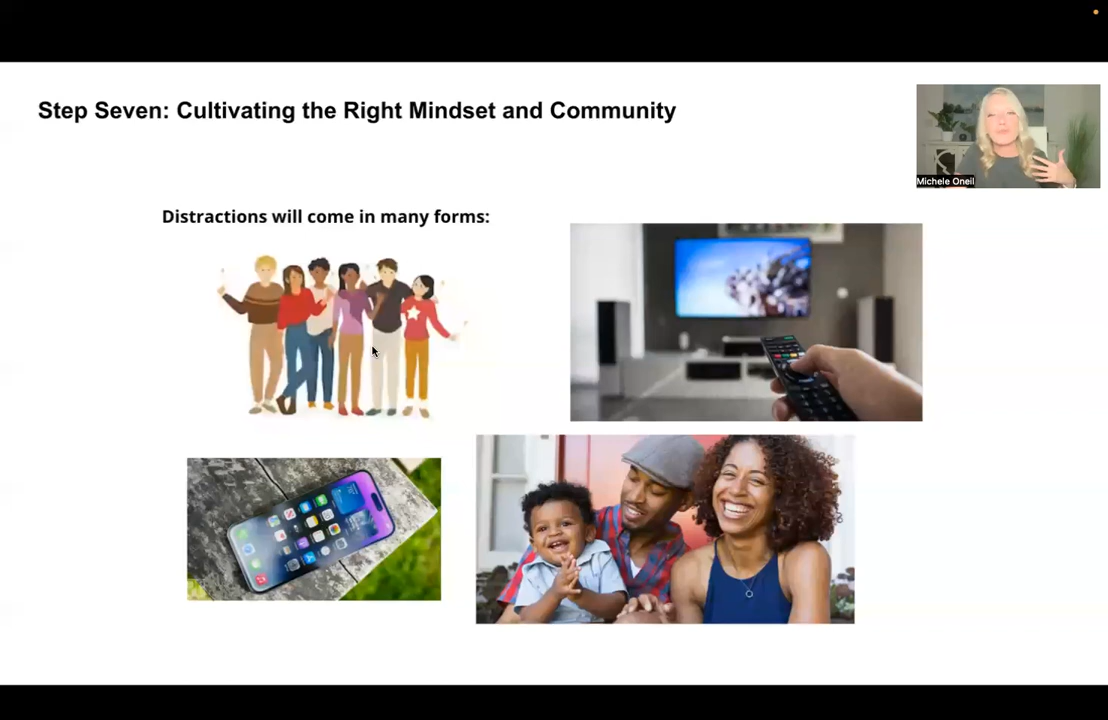 Step Seven: Cultivating the Right Mindset and Community
Michele Oneil
Distractions will come in many forms: